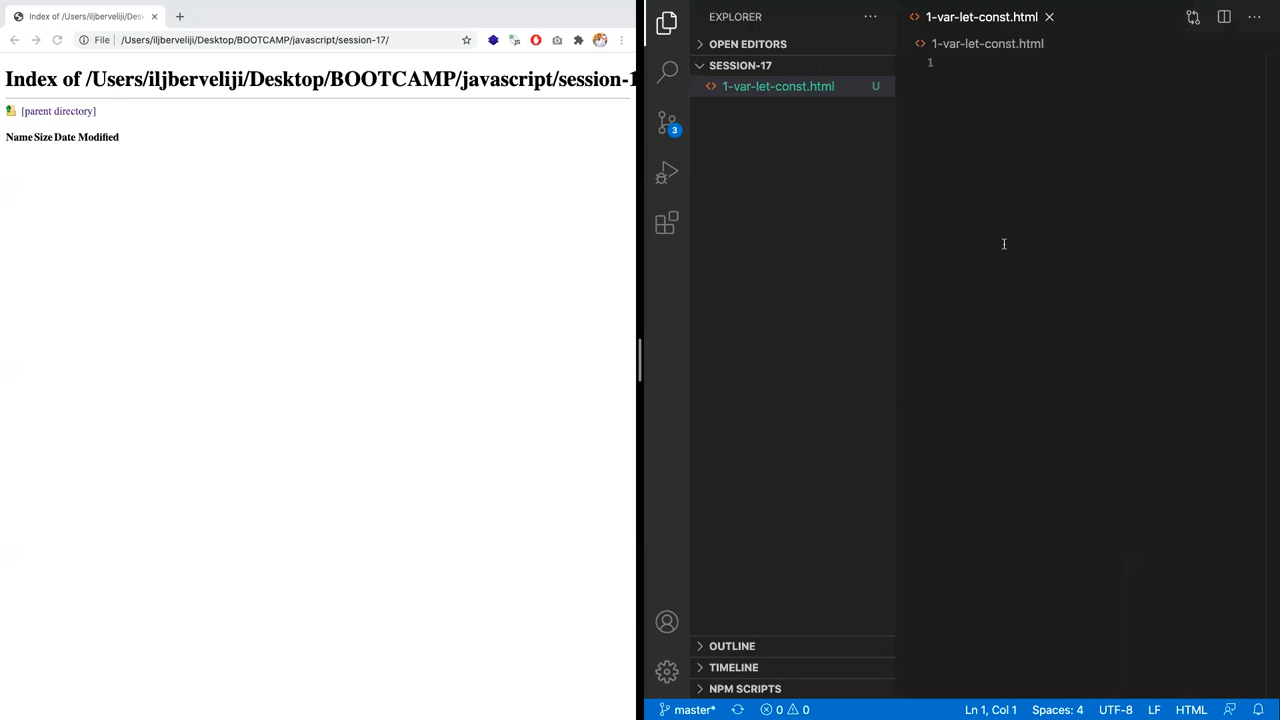 Index of /Users/iljberveliji/Des
File /Users/iljberveliji/Desktop/BOOTCAMP/javascript/session-17/
Index of /Users/iljberveliji/Desktop/BOOTCAMP/javascript/session-1
[parent directory]
Name Size Date Modified
EXPLORER
OPEN EDITORS
SESSION-17
1-var-let-const.html U
3
OUTLINE
TIMELINE
NPM SCRIPTS
1-var-let-const.html
1-var-let-const.html
1
master* 0 0 Ln 1, Col 1 Spaces: 4 UTF-8 LF HTML